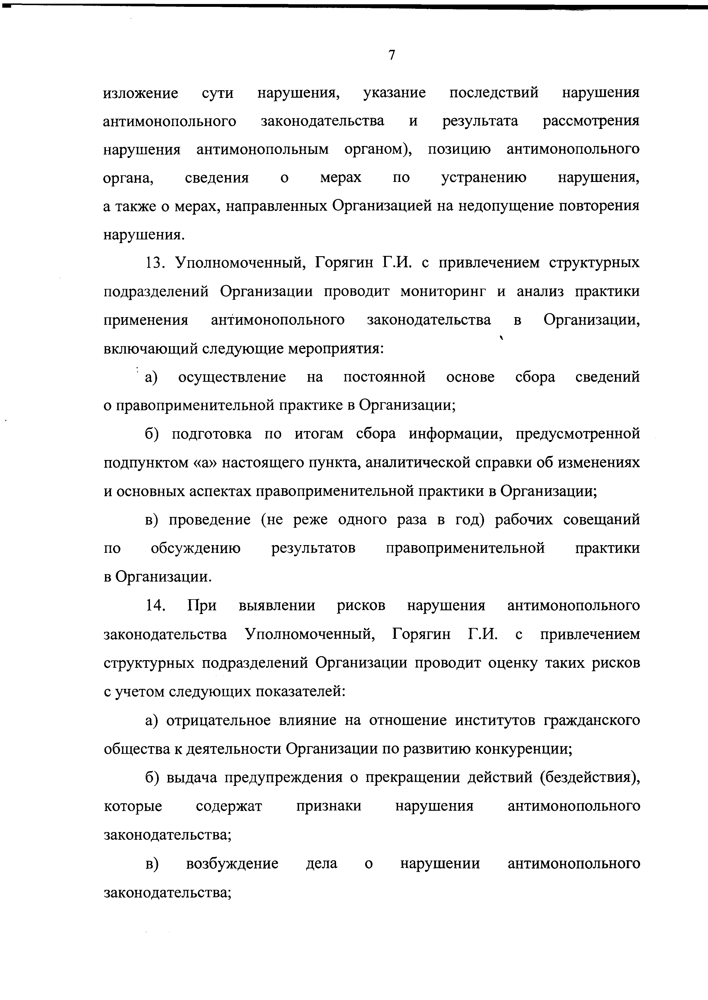 7
изложение сути нарушения, указание последствий нарушения
антимонопольного законодательства и результата рассмотрения
нарушения антимонопольным органом), позицию антимонопольного
органа, сведения о мерах по устранению нарушения,
а также о мерах, направленных Организацией на недопущение повторения
нарушения.
13. Уполномоченный, Горягин Г.И. с привлечением структурных
подразделений Организации проводит мониторинг и анализ практики
применения антимонопольного законодательства в Организации,
включающий следующие мероприятия:
а) осуществление на постоянной основе сбора сведений
о правоприменительной практике в Организации;
б) подготовка по итогам сбора информации, предусмотренной
подпунктом «а» настоящего пункта, аналитической справки об изменениях
и основных аспектах правоприменительной практики в Организации;
в) проведение (не реже одного раза в год) рабочих совещаний
по обсуждению результатов правоприменительной практики
в Организации.
14. При выявлении рисков нарушения антимонопольного
законодательства Уполномоченный, Горягин Г.И. с привлечением
структурных подразделений Организации проводит оценку таких рисков
с учетом следующих показателей:
а) отрицательное влияние на отношение институтов гражданского
общества к деятельности Организации по развитию конкуренции;
б) выдача предупреждения о прекращении действий (бездействия),
которые содержат признаки нарушения антимонопольного
законодательства;
в) возбуждение дела о нарушении антимонопольного
законодательства;